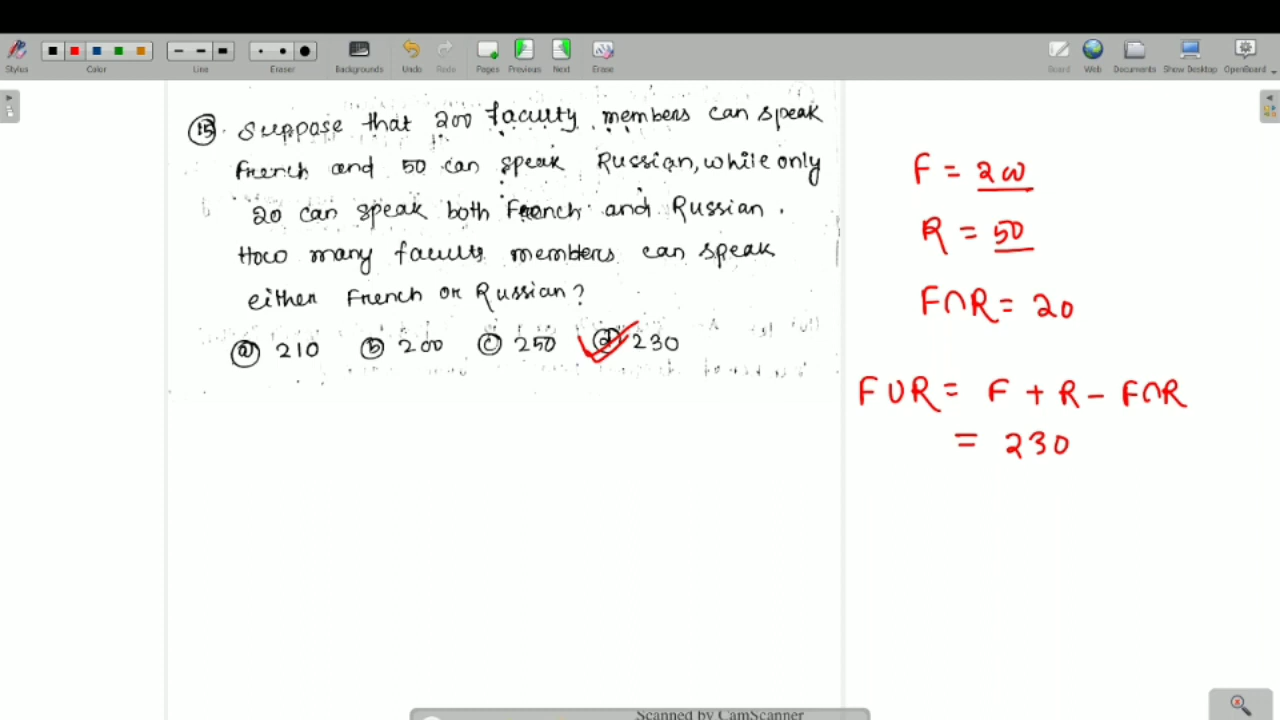 Styles
Color
Line
Eraser
Backgrounds
Undo
Redo
Pages
Previous
Next
Erase
Board
Web
Documents
Show Desktop
OpenBoard
15. Suppose that 200 faculty members can speak
French and 50 can speak Russian, while only
20 can speak both French and Russian.
How many faculty members can speak
either French or Russian?
a 210 b 200 c 250 d 230
F = 200
R = 50
F∩R = 20
F∪R = F + R - F∩R
= 230
Scanned by CamScanner